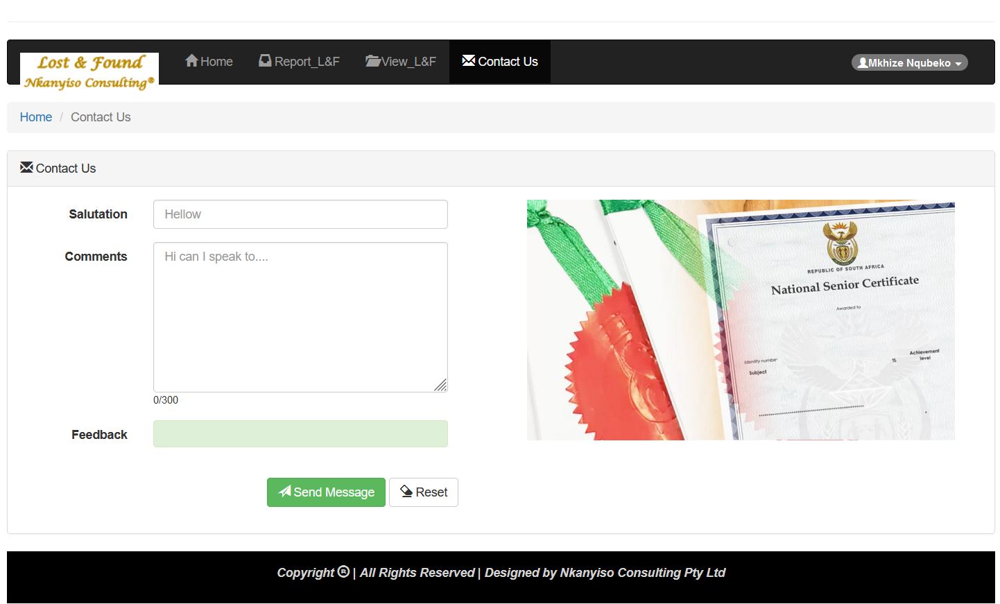 Lost & Found
Nkanyiso Consulting®
Home
Report_L&F
View_L&F
Contact Us
Mkhize Nqubeko
Home / Contact Us
Contact Us
Salutation
Hellow
Comments
Hi can I speak to....
0/300
Feedback
Send Message
Reset
REPUBLIC OF SOUTH AFRICA
National Senior Certificate
Awarded to
Identity number
Subject
%
Achievement
level
Copyright ® | All Rights Reserved | Designed by Nkanyiso Consulting Pty Ltd